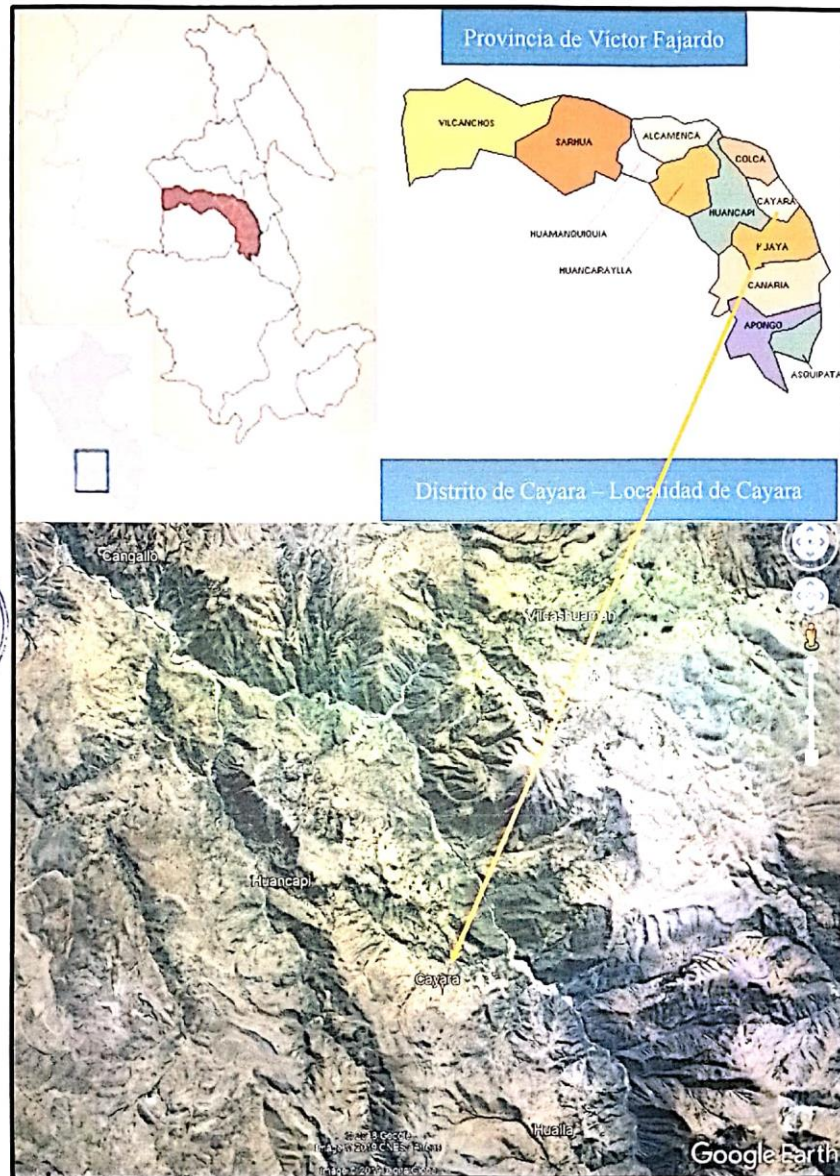 Provincia de Víctor Fajardo
VILCANCHOS
SARHUA
ALCAMENCA
COLCA
CAYARA
HUANCAPI
HUAMANQUIQUIA
HUANCARAYLLA
CANARIA
APONGO
ASQUIPATA
Distrito de Cayara – Localidad de Cayara
Cangallo
Vilcashuaman
Huancapi
Cayara
Hualla
Google Earth